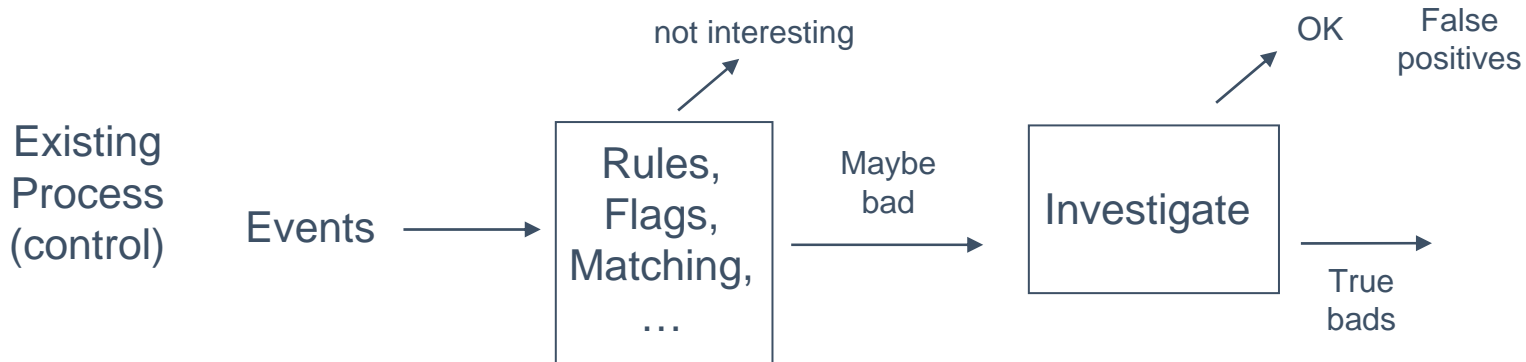 not interesting
OK
False
positives
Existing
Process
(control)
Events
Rules,
Flags,
Matching,
…
Maybe
bad
Investigate
True
bads